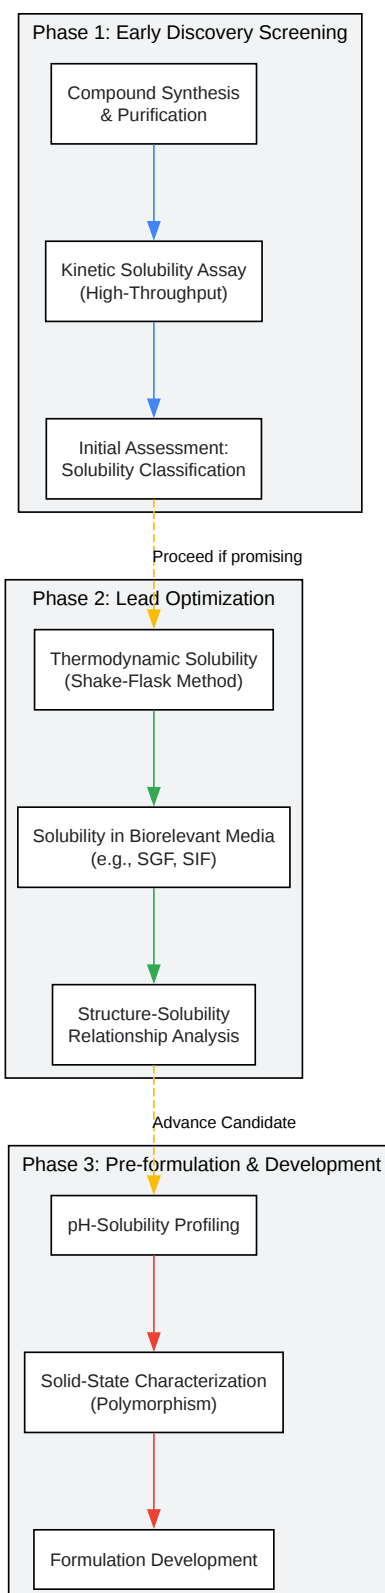 Phase 1: Early Discovery Screening
Compound Synthesis
& Purification
Kinetic Solubility Assay
(High-Throughput)
Initial Assessment:
Solubility Classification
Proceed if promising
Phase 2: Lead Optimization
Thermodynamic Solubility
(Shake-Flask Method)
Solubility in Biorelevant Media
(e.g., SGF, SIF)
Structure-Solubility
Relationship Analysis
Advance Candidate
Phase 3: Pre-formulation & Development
pH-Solubility Profiling
Solid-State Characterization
(Polymorphism)
Formulation Development